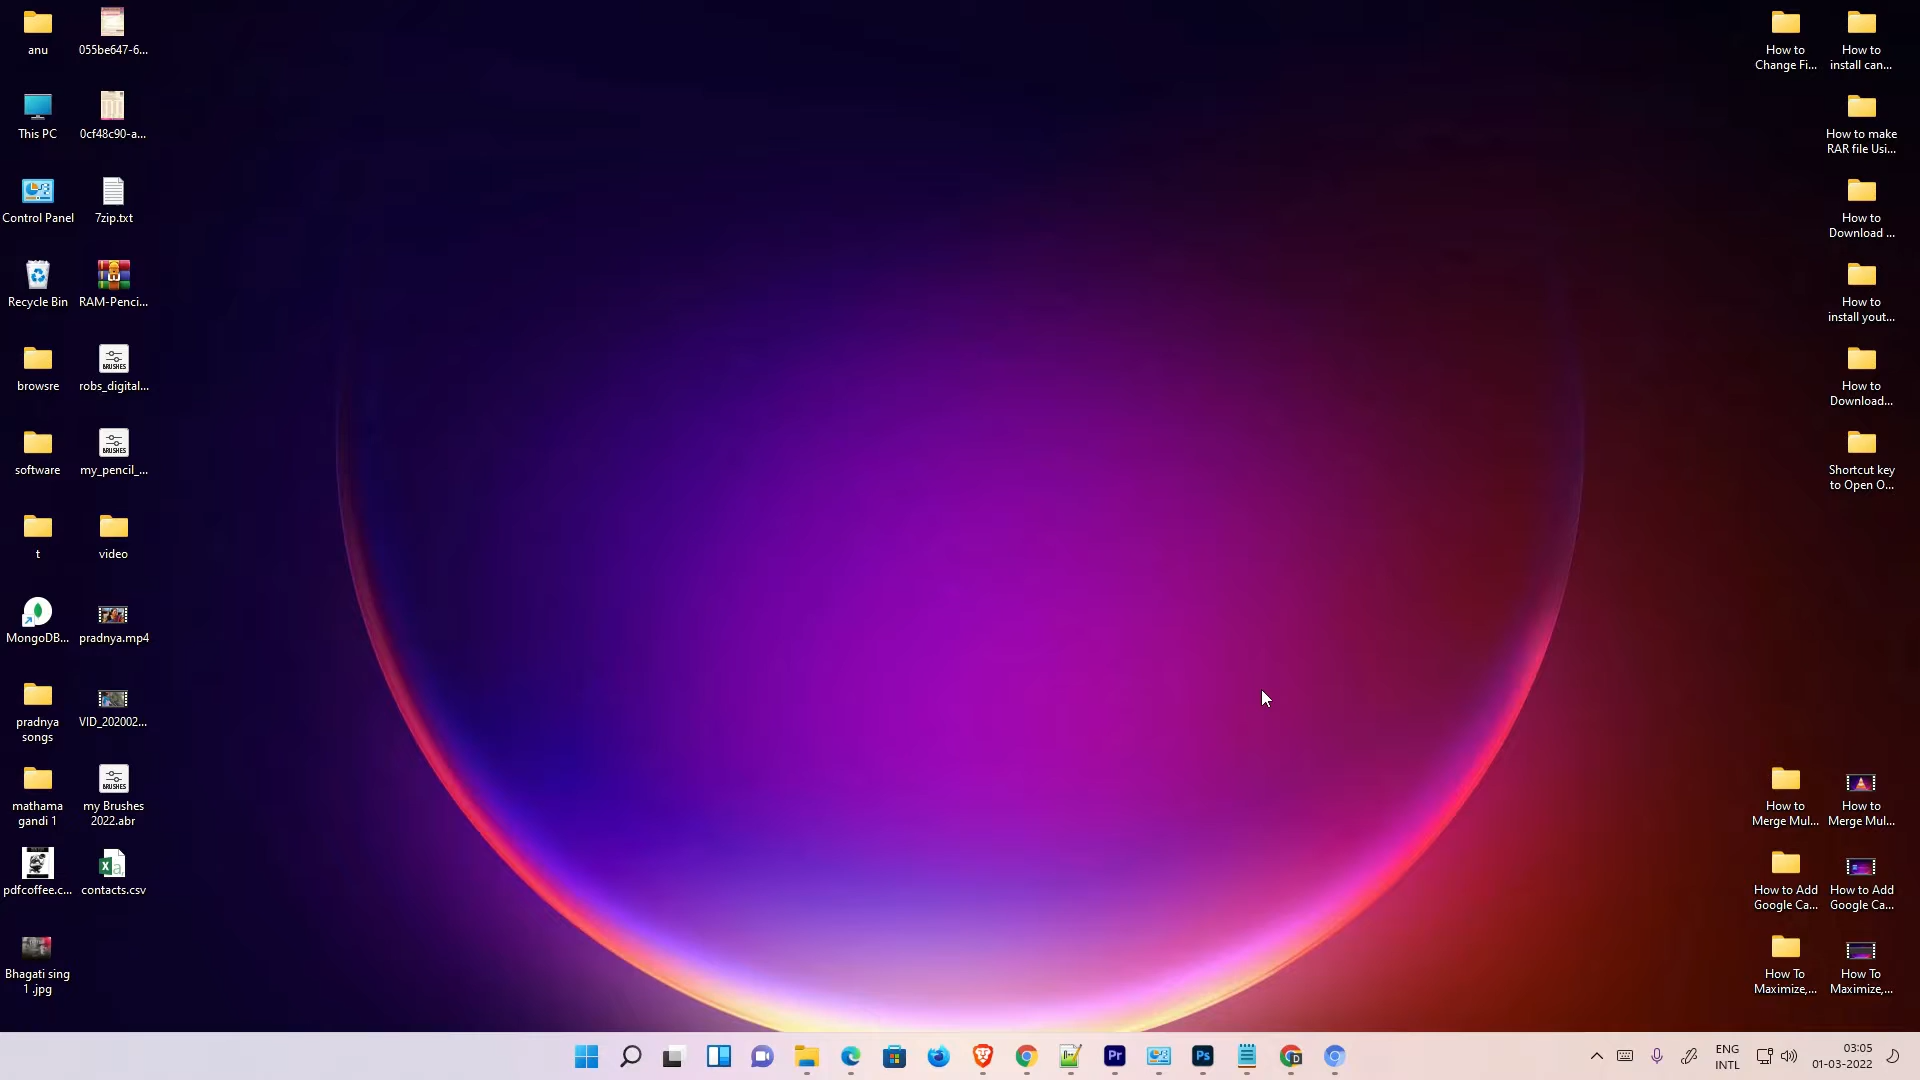 anu
055be647-6...
This PC
0cf48c90-a...
Control Panel
7zip.txt
Recycle Bin
RAM-Penci...
browsre
robs_digital...
software
my_pencil_...
t
video
MongoDB...
pradnya.mp4
pradnya
songs
VID_202002...
mathama
gandi 1
my Brushes
2022.abr
pdfcoffee.c...
contacts.csv
Bhagati sing
1 .jpg
BRUSHES
BRUSHES
BRUSHES
How to
Change Fi...
How to
install can...
How to make
RAR file Usi...
How to
Download ...
How to
install yout...
How to
Download...
Shortcut key
to Open O...
How to
Merge Mul...
How to
Merge Mul...
How to Add
Google Ca...
How to Add
Google Ca...
How To
Maximize,...
How To
Maximize,...
Pr
Ps
D
ENG
INTL
03:05
01-03-2022